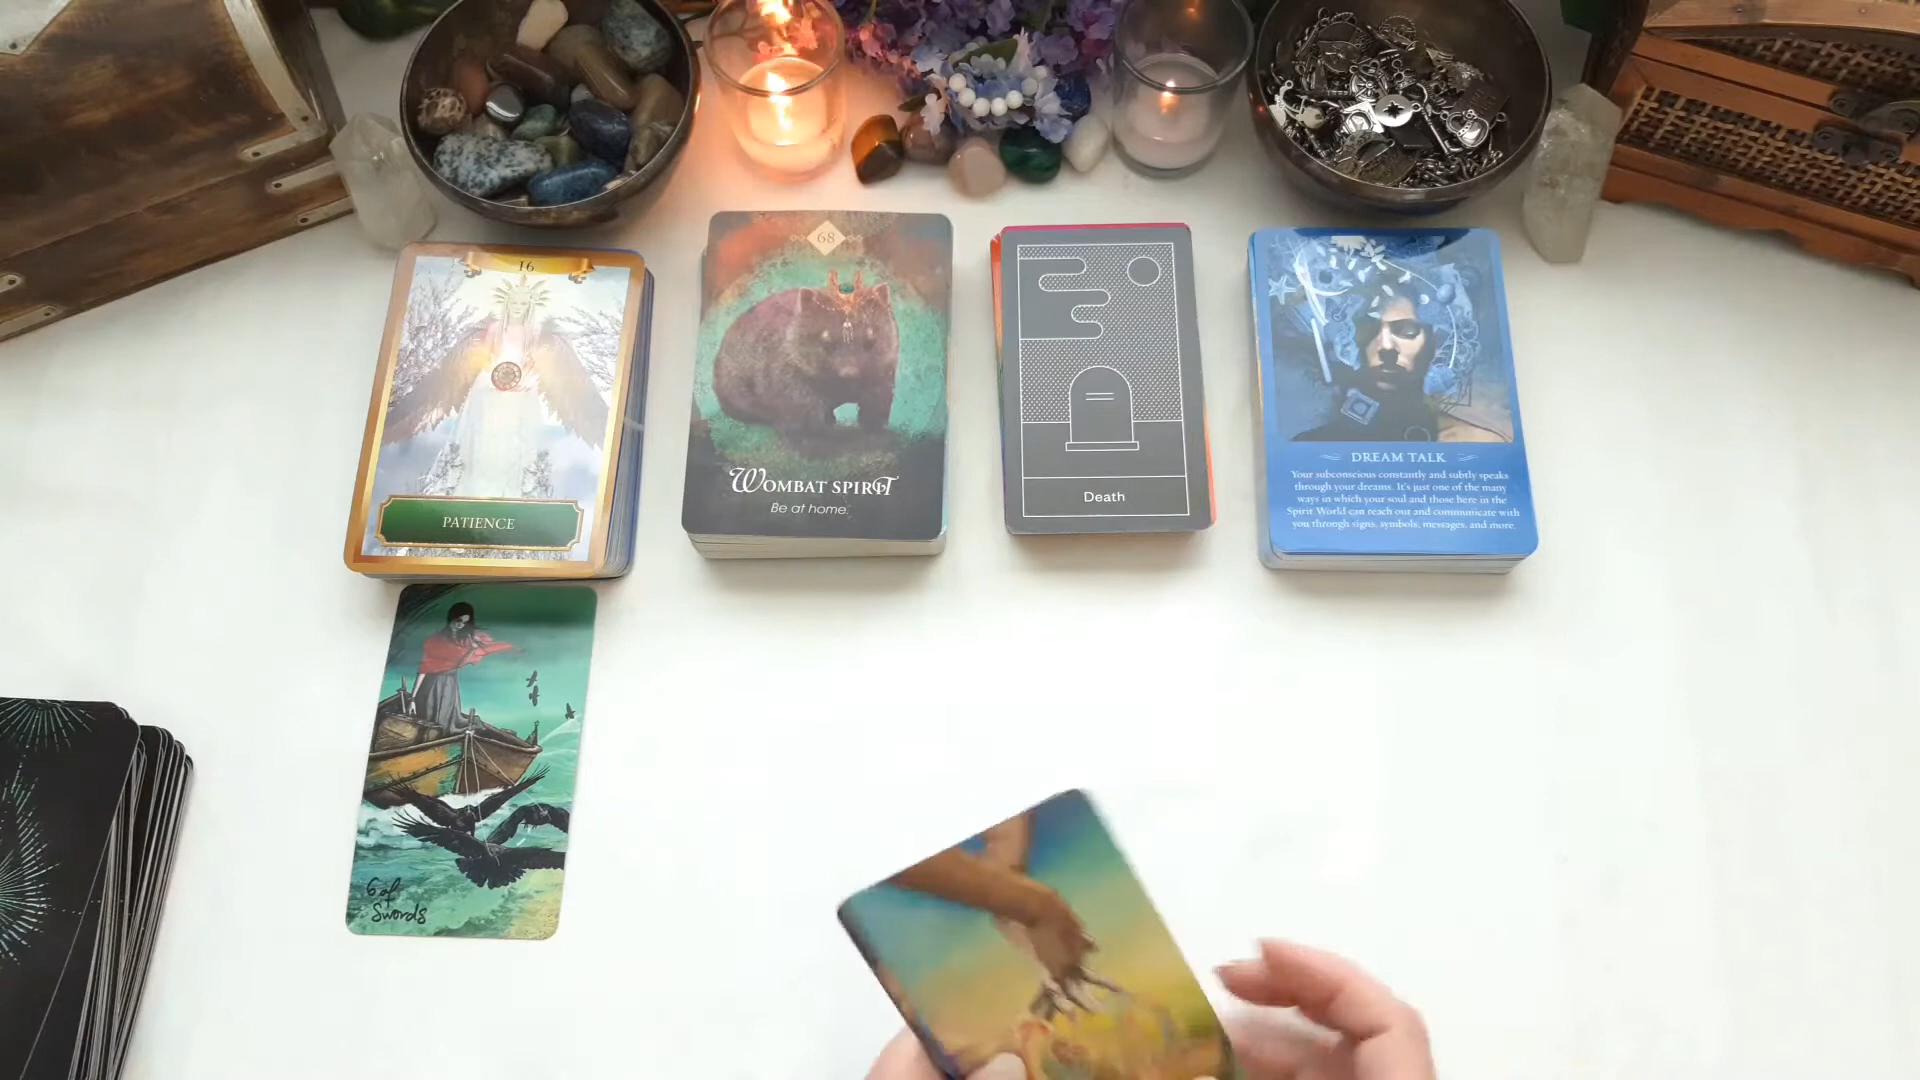 16
PATIENCE
68
WOMBAT SPIRIT
Be at home.
Death
DREAM TALK
Your subconscious constantly and subtly speaks
through your dreams. It's just one of the many
ways in which your soul and those here in the
Spirit World can reach out and communicate with
you through signs, symbols, messages, and more.
6 of
Swords